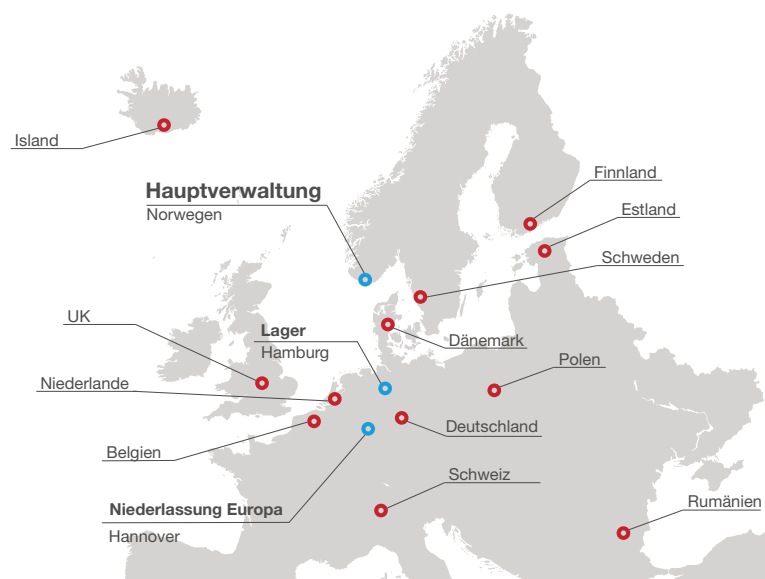 Island
Hauptverwaltung
Norwegen
Finnland
Estland
Schweden
UK
Lager
Hamburg
Dänemark
Polen
Niederlande
Belgien
Deutschland
Schweiz
Niederlassung Europa
Hannover
Rumänien